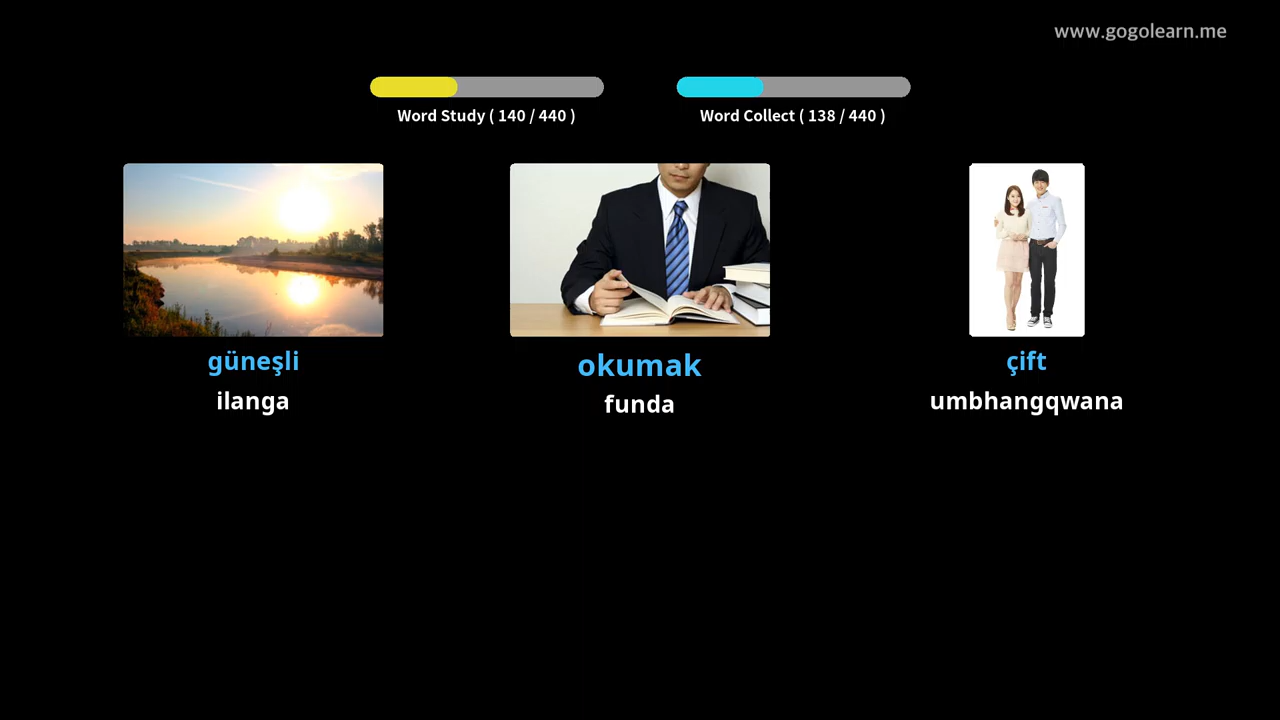 www.gogolearn.me
Word Study ( 140 / 440 )
Word Collect ( 138 / 440 )
güneşli
okumak
çift
ilanga
funda
umbhangqwana